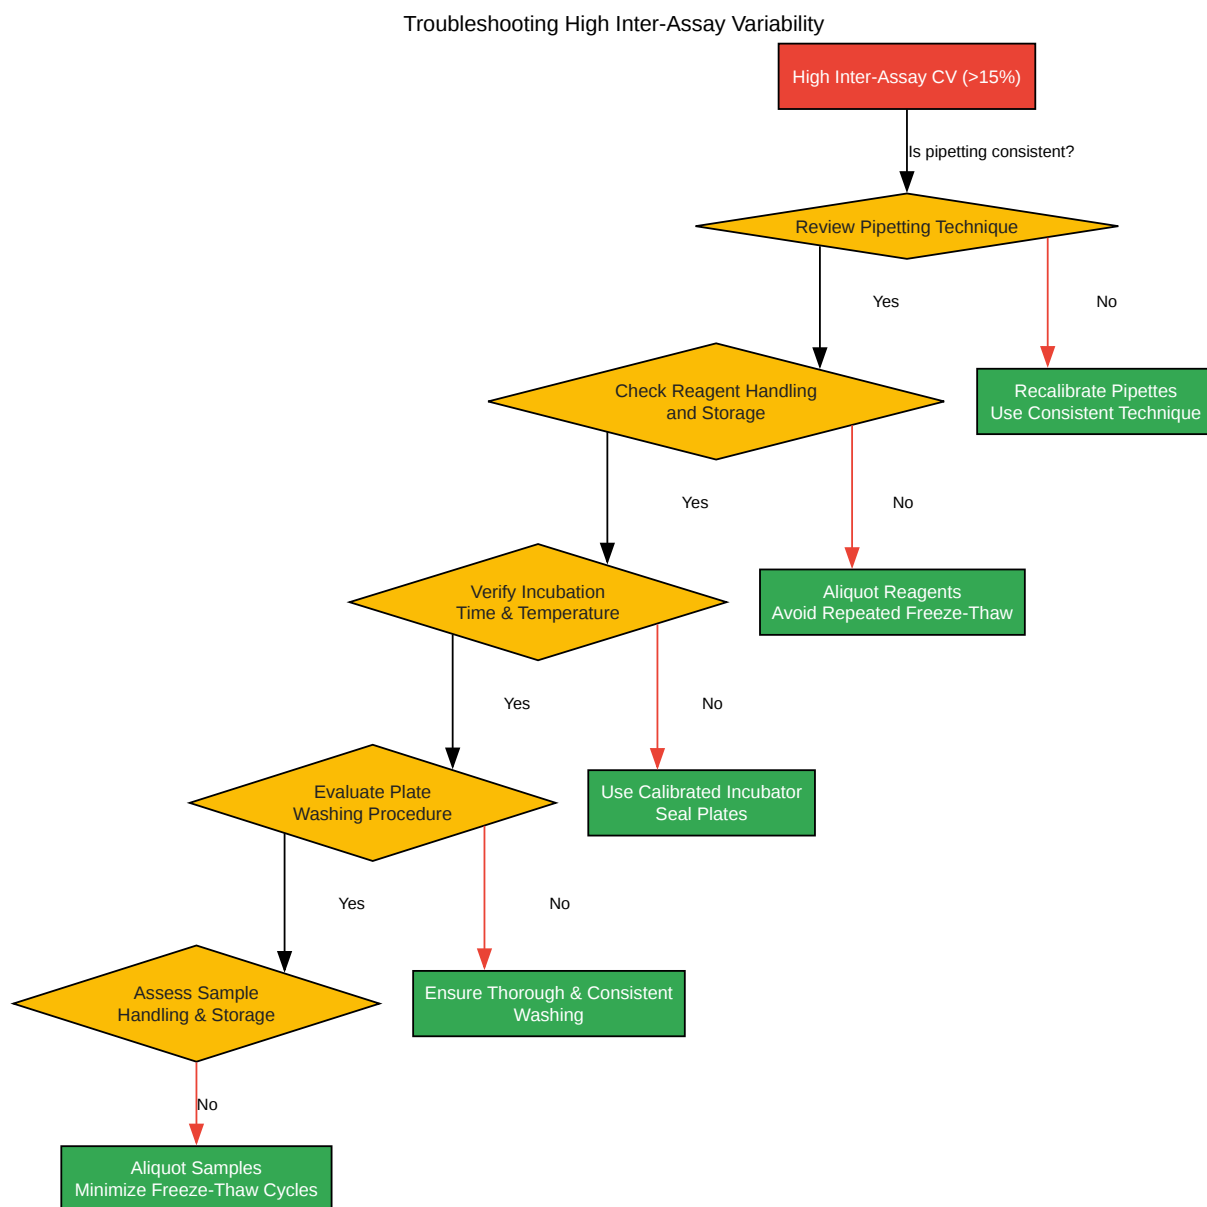 Troubleshooting High Inter-Assay Variability
High Inter-Assay CV (>15%)
Is pipetting consistent?
Review Pipetting Technique
Yes
No
Check Reagent Handling
and Storage
Recalibrate Pipettes
Use Consistent Technique
Yes
No
Verify Incubation
Time & Temperature
Aliquot Reagents
Avoid Repeated Freeze-Thaw
Yes
No
Evaluate Plate
Washing Procedure
Use Calibrated Incubator
Seal Plates
Yes
No
Assess Sample
Handling & Storage
Ensure Thorough & Consistent
Washing
No
Aliquot Samples
Minimize Freeze-Thaw Cycles